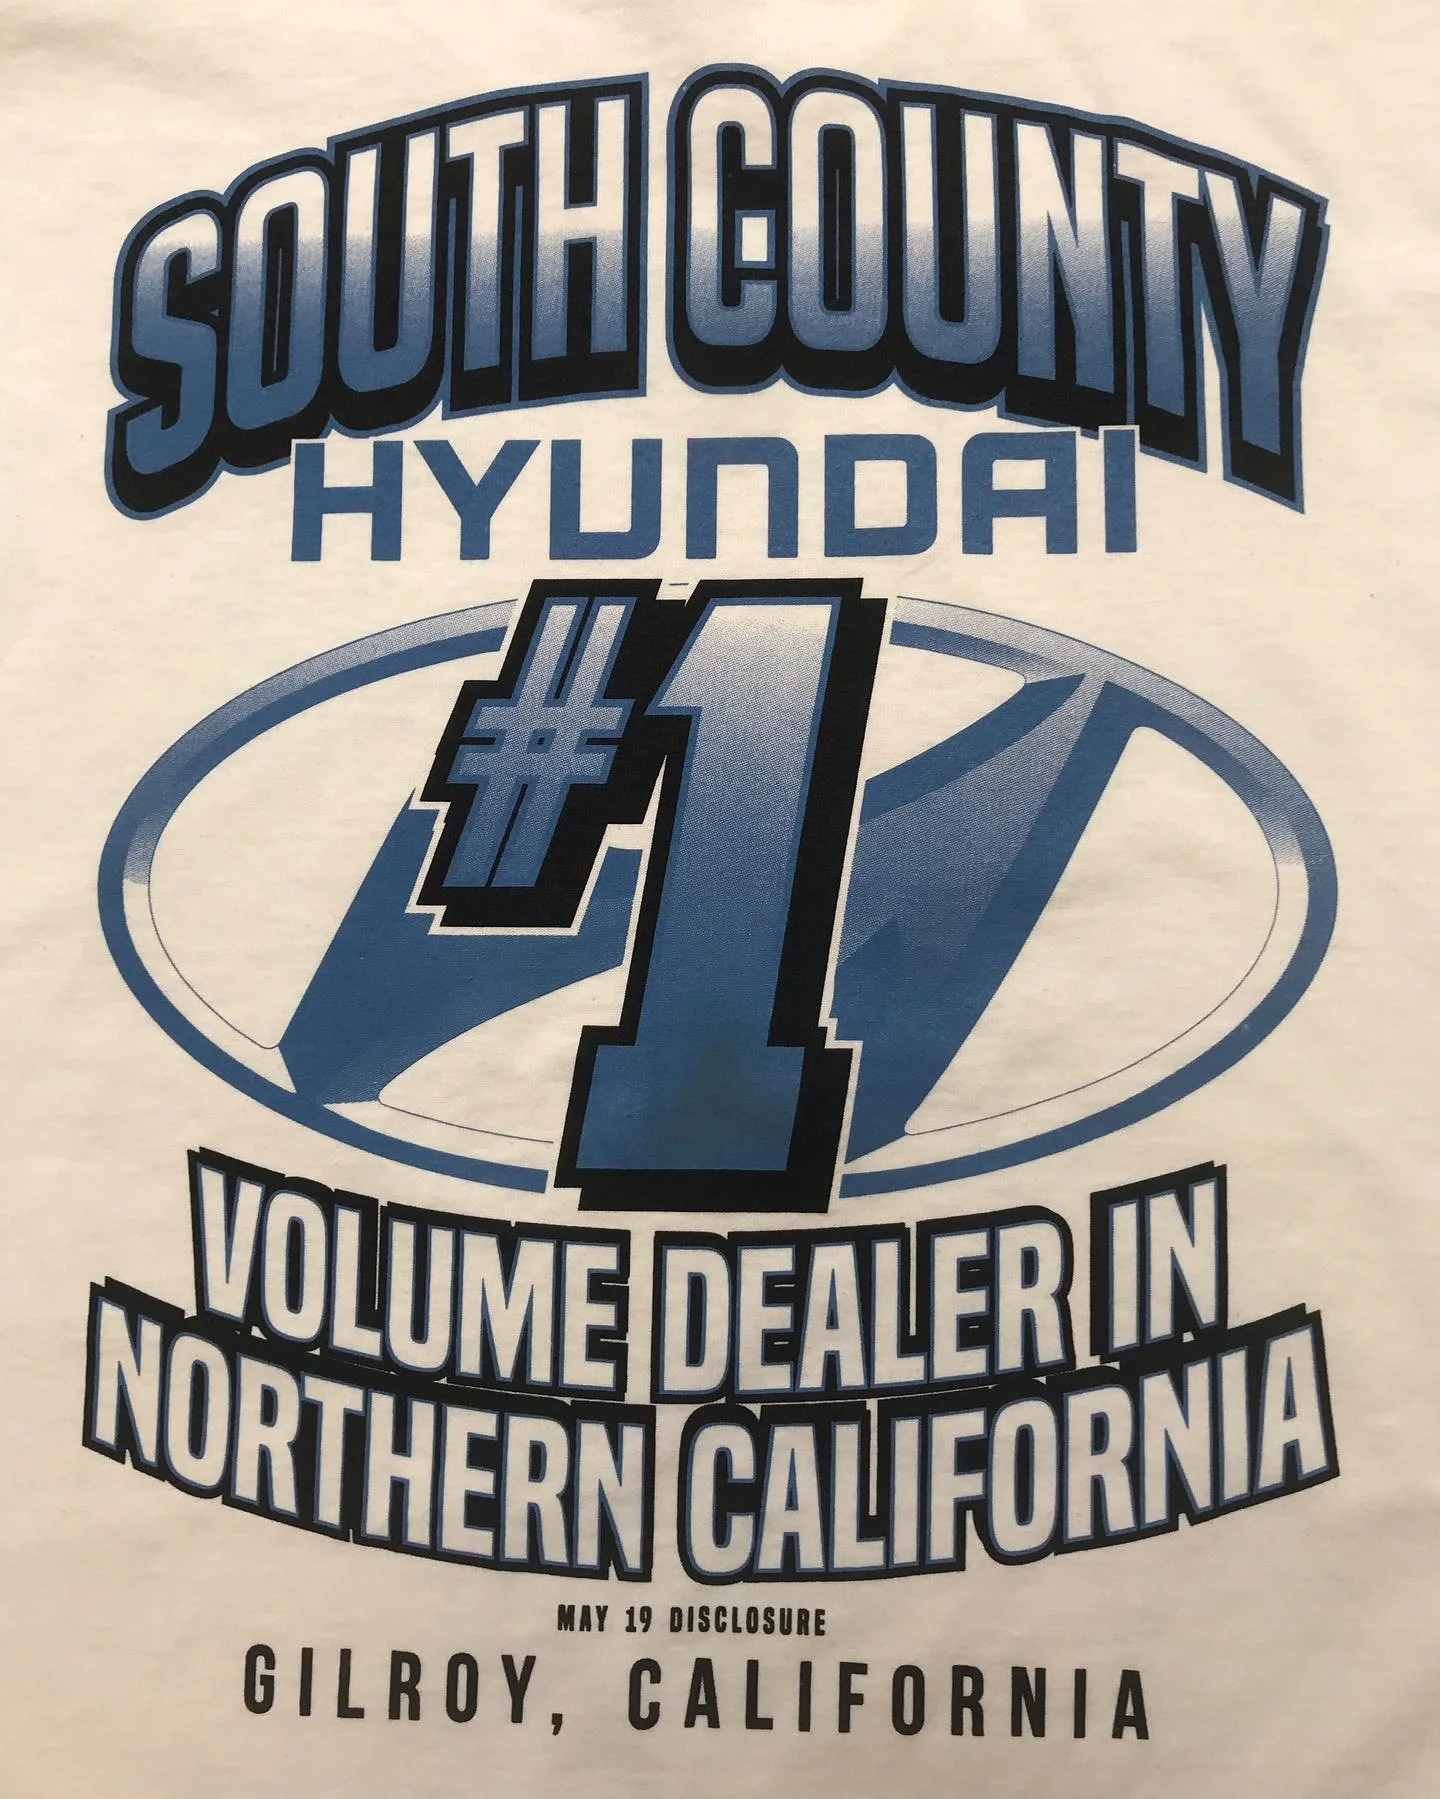 SOUTH COUNTY
HYUNDAI
#1
VOLUME DEALER IN
NORTHERN CALIFORNIA
MAY 19 DISCLOSURE
GILROY, CALIFORNIA